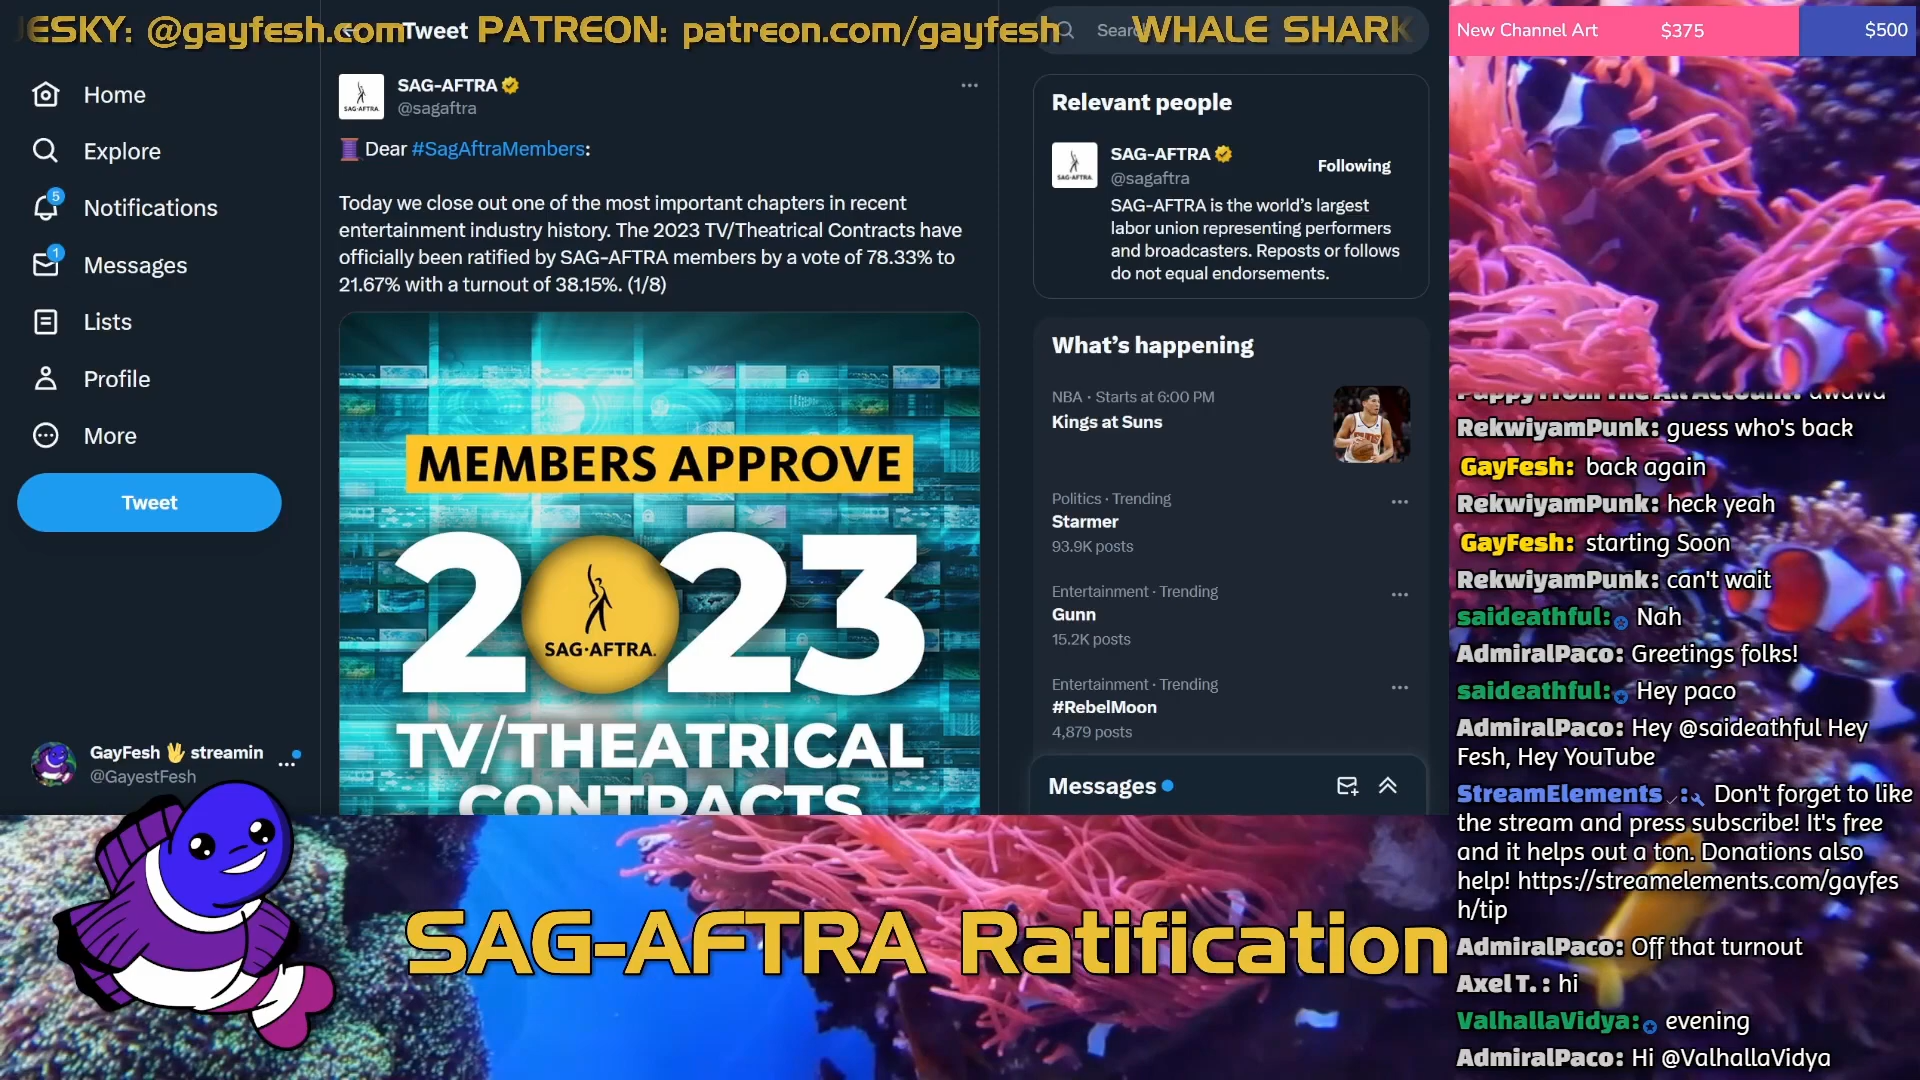 JESKY: @gayfesh.com PATREON: patreon.com/gayfesh WHALE SHARK
Tweet
Sear
New Channel Art $375 $500
Home
Explore
5
Notifications
1
Messages
Lists
Profile
More
Tweet
GayFesh 🖖 streamin
@GayestFesh
SAG-AFTRA
@sagaftra
🧵Dear #SagAftraMembers:
Today we close out one of the most important chapters in recent
entertainment industry history. The 2023 TV/Theatrical Contracts have
officially been ratified by SAG-AFTRA members by a vote of 78.33% to
21.67% with a turnout of 38.15%. (1/8)
MEMBERS APPROVE
2023
SAG·AFTRA.
TV/THEATRICAL
CONTRACTS
Relevant people
SAG-AFTRA
@sagaftra
Following
SAG-AFTRA is the world's largest
labor union representing performers
and broadcasters. Reposts or follows
do not equal endorsements.
What's happening
NBA · Starts at 6:00 PM
Kings at Suns
Politics · Trending
Starmer
93.9K posts
Entertainment · Trending
Gunn
15.2K posts
Entertainment · Trending
#RebelMoon
4,879 posts
Messages
awawa
RekwiyamPunk: guess who's back
GayFesh: back again
RekwiyamPunk: heck yeah
GayFesh: starting Soon
RekwiyamPunk: can't wait
saideathful: Nah
AdmiralPaco: Greetings folks!
saideathful: Hey paco
AdmiralPaco: Hey @saideathful Hey
Fesh, Hey YouTube
StreamElements : Don't forget to like
the stream and press subscribe! It's free
and it helps out a ton. Donations also
help! https://streamelements.com/gayfes
h/tip
AdmiralPaco: Off that turnout
Axel T. : hi
ValhallaVidya: evening
AdmiralPaco: Hi @ValhallaVidya
SAG-AFTRA Ratification